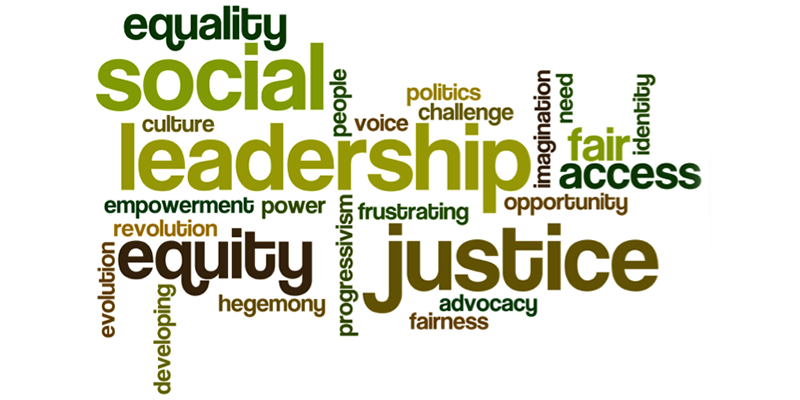 equality
social
people
politics
challenge
culture
voice
leadership
imagination
need
identity
fair
access
empowerment
power
progressivism
frustrating
opportunity
revolution
equity
justice
evolution
developing
hegemony
advocacy
fairness